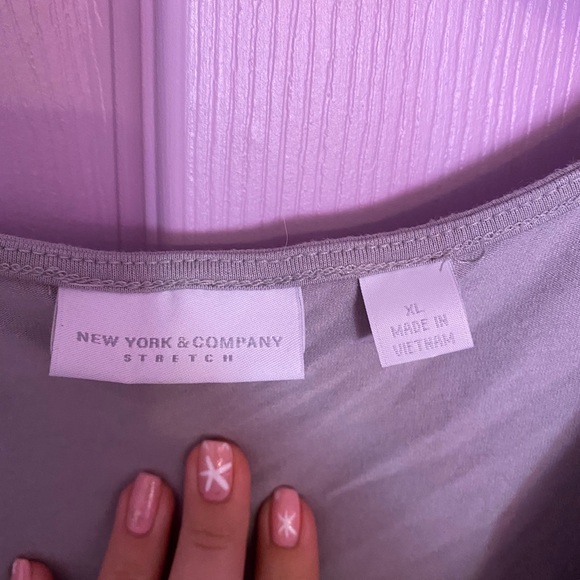 NEW YORK & COMPANY
STRETCH
XL
MADE IN
VIETNAM